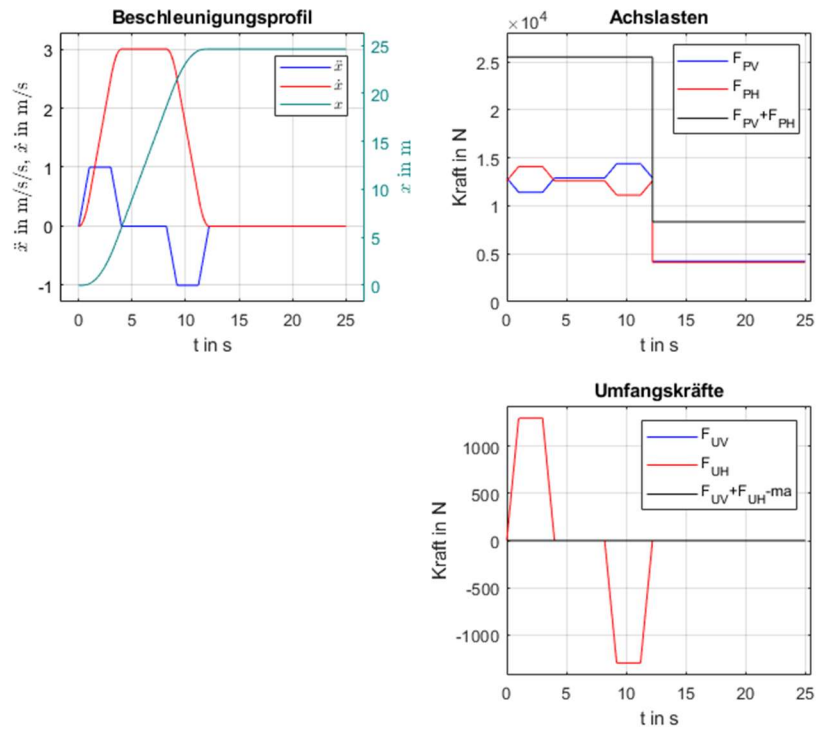 Beschleunigungsprofil
3
2
1
0
-1
25
20
15
10
5
0
ẍ in m/s/s, ẋ in m/s
x in m
ẍ
ẋ
x
0 5 10 15 20 25
t in s
Achslasten
×10⁴
2.5
2
1.5
1
0.5
0
Kraft in N
F_PV
F_PH
F_PV+F_PH
0 5 10 15 20 25
t in s
Umfangskräfte
1000
500
0
-500
-1000
Kraft in N
F_UV
F_UH
F_UV+F_UH-ma
0 5 10 15 20 25
t in s